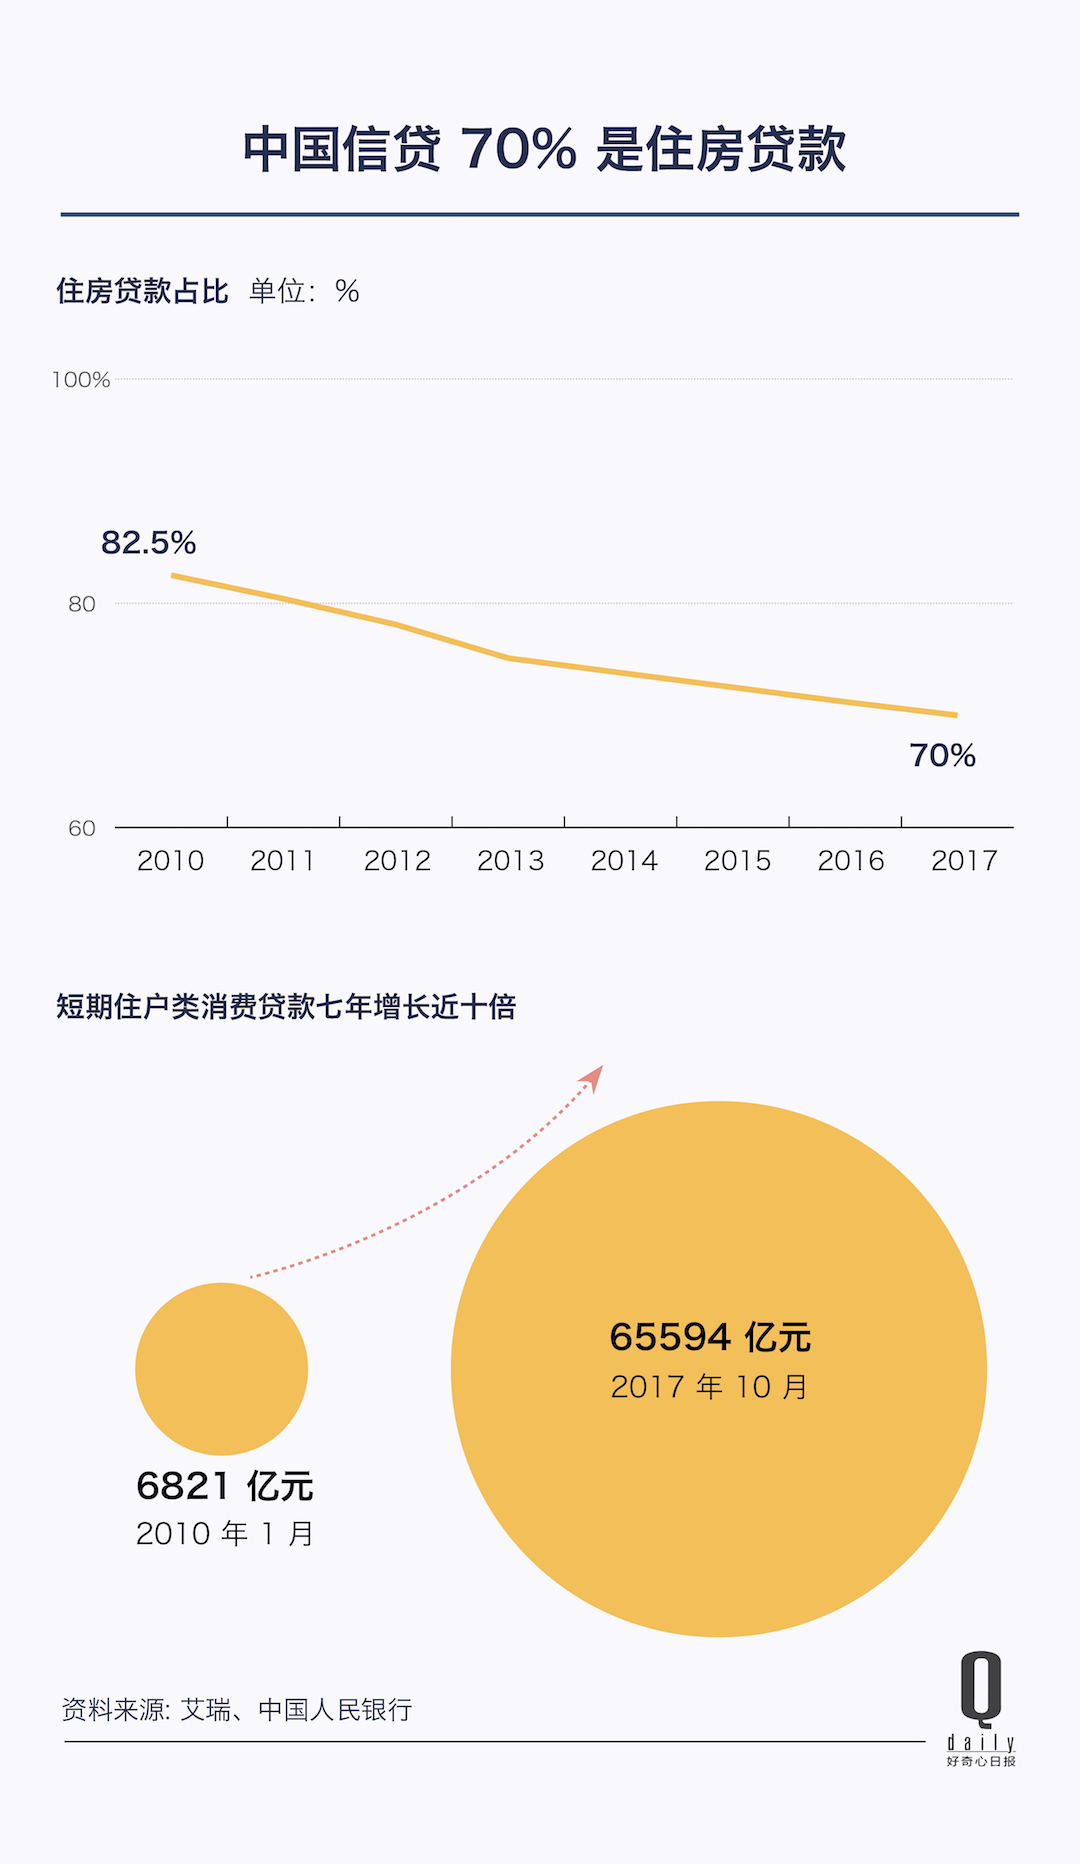 中国信贷 70% 是住房贷款
住房贷款占比 单位：%
100%
82.5%
80
70%
60
2010 2011 2012 2013 2014 2015 2016 2017
短期住户类消费贷款七年增长近十倍
65594 亿元
2017 年 10 月
6821 亿元
2010 年 1 月
资料来源: 艾瑞、中国人民银行
Q
daily
好奇心日报